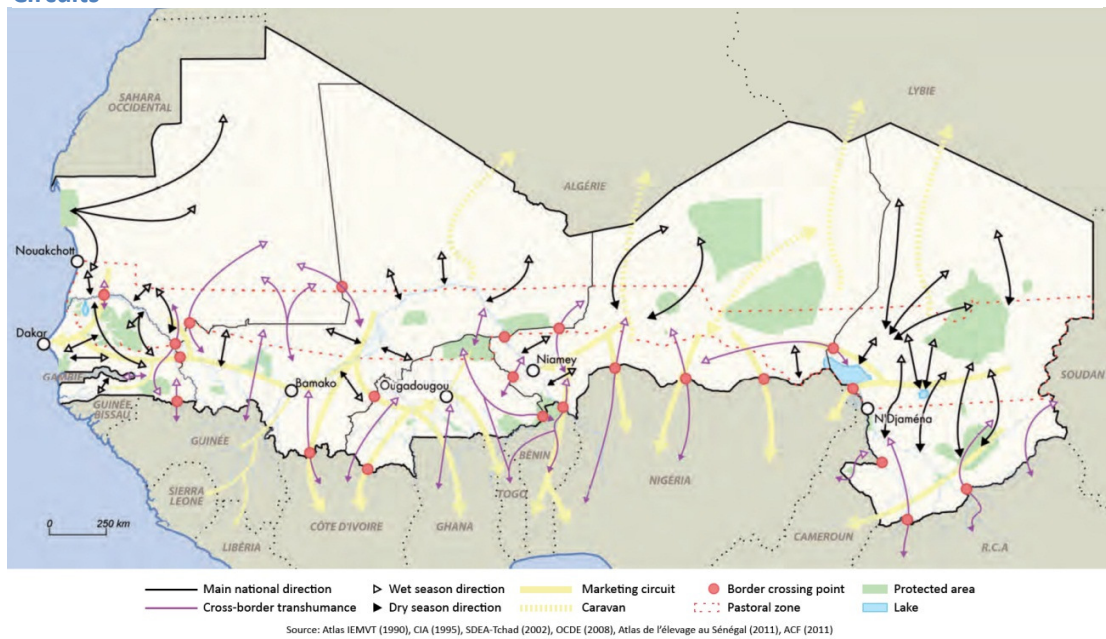 Circuits
LYBIE
SAHARA
OCCIDENTAL
ALGÉRIE
Nouakchott
Dakar
Niamey
GAMBIE
SOUDAN
Bamako
Ougadougou
GUINÉE
BISSAU
N'Djaména
GUINÉE
BÉNIN
NIGÉRIA
SIERRA
LEONE
TOGO
0 250 km
CÔTE D'IVOIRE
GHANA
CAMEROUN
LIBÉRIA
R.C.A
Main national direction
Wet season direction
Marketing circuit
Border crossing point
Protected area
Cross-border transhumance
Dry season direction
Caravan
Pastoral zone
Lake
Source: Atlas IEMVT (1990), CIA (1995), SDEA-Tchad (2002), OCDE (2008), Atlas de l'élevage au Sénégal (2011), ACF (2011)